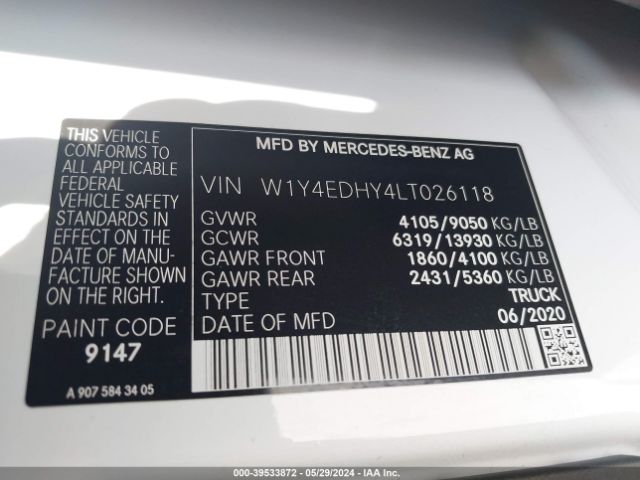 THIS VEHICLE
CONFORMS TO
ALL APPLICABLE
FEDERAL
VEHICLE SAFETY
STANDARDS IN
EFFECT ON THE
DATE OF MANU-
FACTURE SHOWN
ABOVE.
PAINT CODE
9147
A 907 584 34 05
MFD BY MERCEDES-BENZ AG
VIN W1Y4EDHY4LT026118
GVWR 4105/9050 KG/LB
GCWR 6319/13930 KG/LB
GAWR FRONT 1860/4100 KG/LB
GAWR REAR 2431/5360 KG/LB
TYPE TRUCK
DATE OF MFD 06/2020
000-39533872 - 05/29/2024 - IAA Inc.